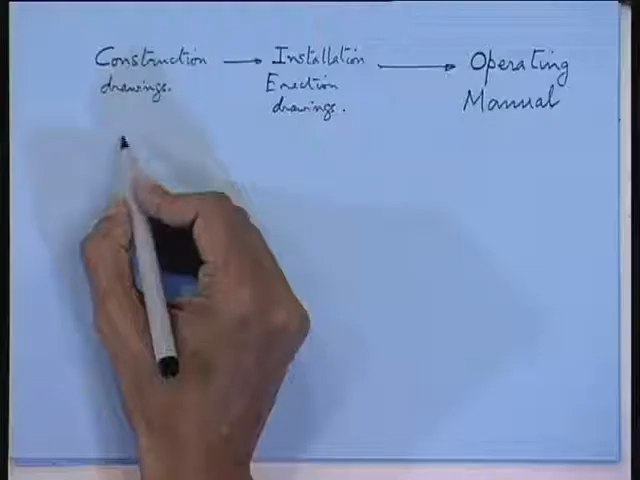 Construction → Installation → Operating
drawings. Erection Manual
drawings.